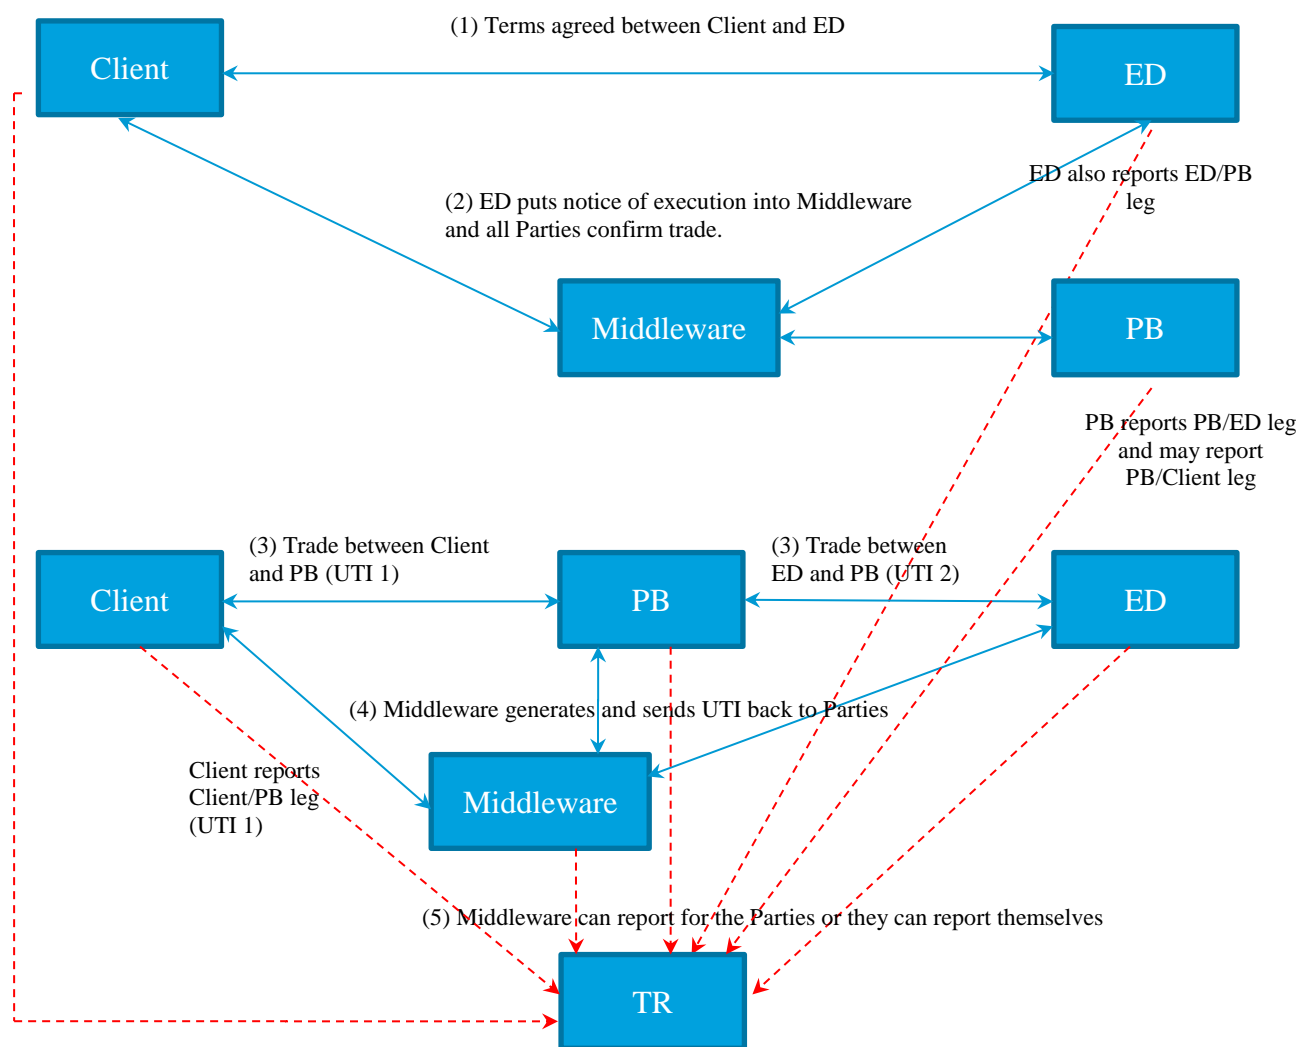 (1) Terms agreed between Client and ED
Client
ED
ED also reports ED/PB
leg
(2) ED puts notice of execution into Middleware
and all Parties confirm trade.
Middleware
PB
PB reports PB/ED leg
and may report
PB/Client leg
(3) Trade between Client
and PB (UTI 1)
(3) Trade between
ED and PB (UTI 2)
Client
PB
ED
(4) Middleware generates and sends UTI back to Parties
Client reports
Client/PB leg
(UTI 1)
Middleware
(5) Middleware can report for the Parties or they can report themselves
TR